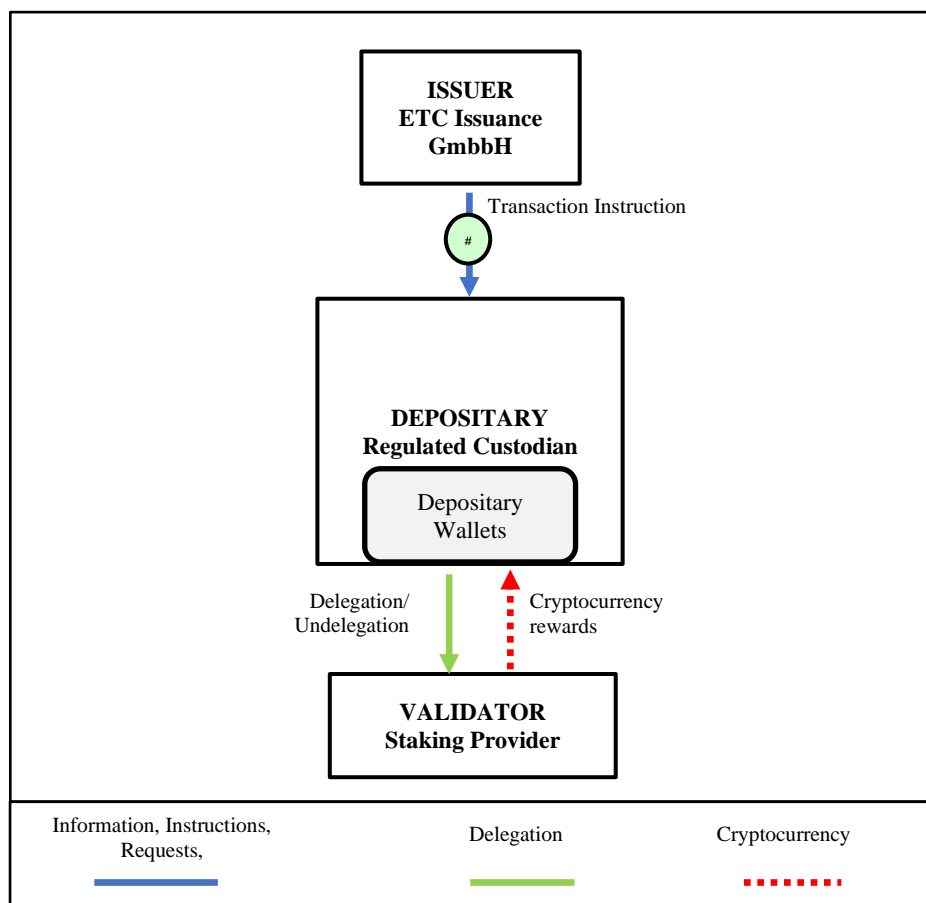 ISSUER
ETC Issuance
GmbbH
Transaction Instruction
#
DEPOSITARY
Regulated Custodian
Depositary
Wallets
Delegation/
Undelegation
Cryptocurrency
rewards
VALIDATOR
Staking Provider
Information, Instructions,
Requests,
Delegation
Cryptocurrency